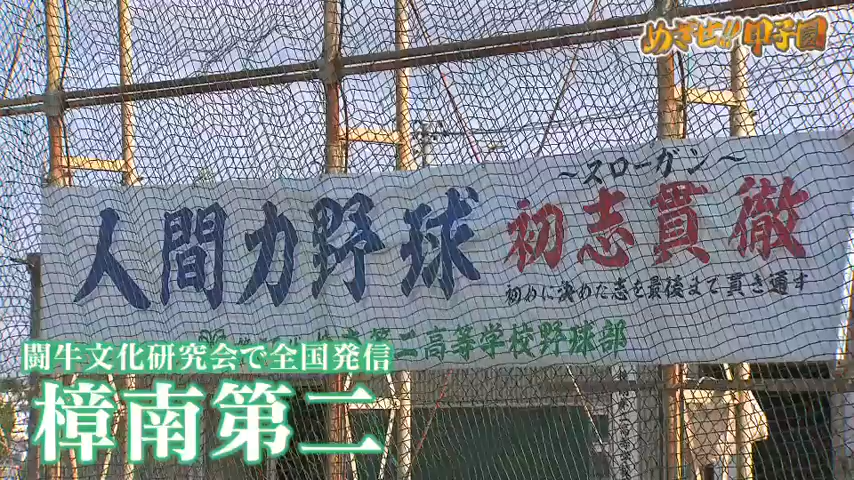 めざせ!! 甲子園
～スローガン～
人間力野球 初志貫徹
初めに決めた志を最後まで貫き通す
第二高等学校野球部
闘牛文化研究会で全国発信
樟南第二